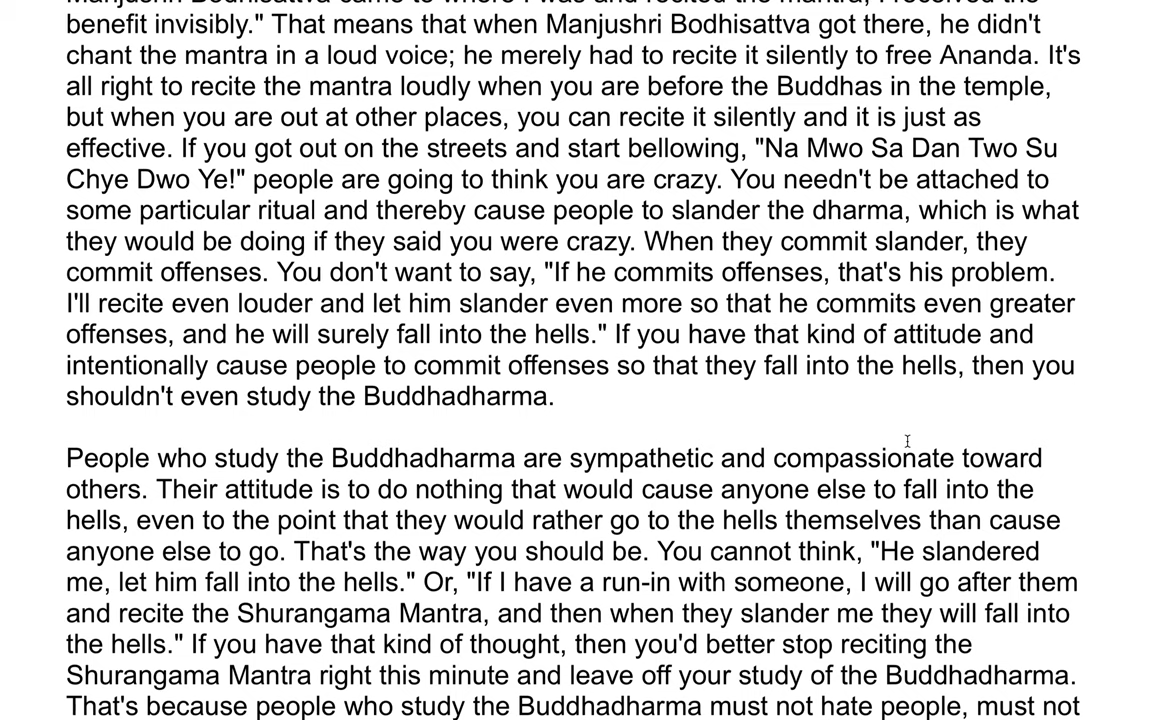 Manjushri Bodhisattva came to where I was and recited the mantra, I received the
benefit invisibly." That means that when Manjushri Bodhisattva got there, he didn't
chant the mantra in a loud voice; he merely had to recite it silently to free Ananda. It's
all right to recite the mantra loudly when you are before the Buddhas in the temple,
but when you are out at other places, you can recite it silently and it is just as
effective. If you got out on the streets and start bellowing, "Na Mwo Sa Dan Two Su
Chye Dwo Ye!" people are going to think you are crazy. You needn't be attached to
some particular ritual and thereby cause people to slander the dharma, which is what
they would be doing if they said you were crazy. When they commit slander, they
commit offenses. You don't want to say, "If he commits offenses, that's his problem.
I'll recite even louder and let him slander even more so that he commits even greater
offenses, and he will surely fall into the hells." If you have that kind of attitude and
intentionally cause people to commit offenses so that they fall into the hells, then you
shouldn't even study the Buddhadharma.
People who study the Buddhadharma are sympathetic and compassionate toward
others. Their attitude is to do nothing that would cause anyone else to fall into the
hells, even to the point that they would rather go to the hells themselves than cause
anyone else to go. That's the way you should be. You cannot think, "He slandered
me, let him fall into the hells." Or, "If I have a run-in with someone, I will go after them
and recite the Shurangama Mantra, and then when they slander me they will fall into
the hells." If you have that kind of thought, then you'd better stop reciting the
Shurangama Mantra right this minute and leave off your study of the Buddhadharma.
That's because people who study the Buddhadharma must not hate people, must not